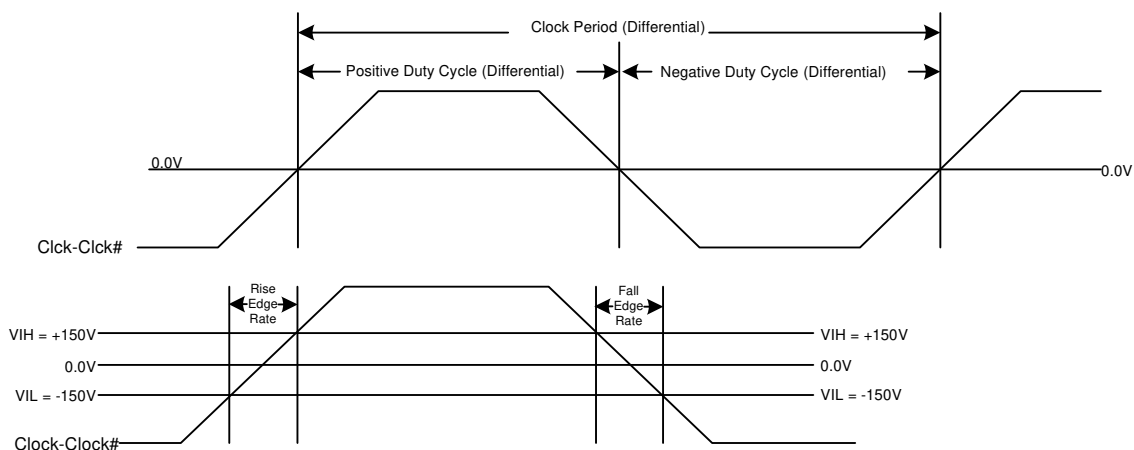 Clock Period (Differential)
Positive Duty Cycle (Differential)
Negative Duty Cycle (Differential)
0.0V
0.0V
Clck-Clck#
Rise
Edge
Rate
Fall
Edge
Rate
VIH = +150V
VIH = +150V
0.0V
0.0V
VIL = -150V
VIL = -150V
Clock-Clock#